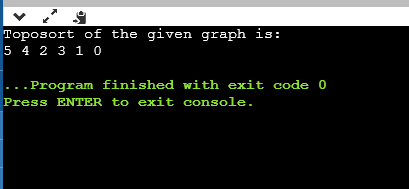 Toposort of the given graph is:
5 4 2 3 1 0
...Program finished with exit code 0
Press ENTER to exit console.